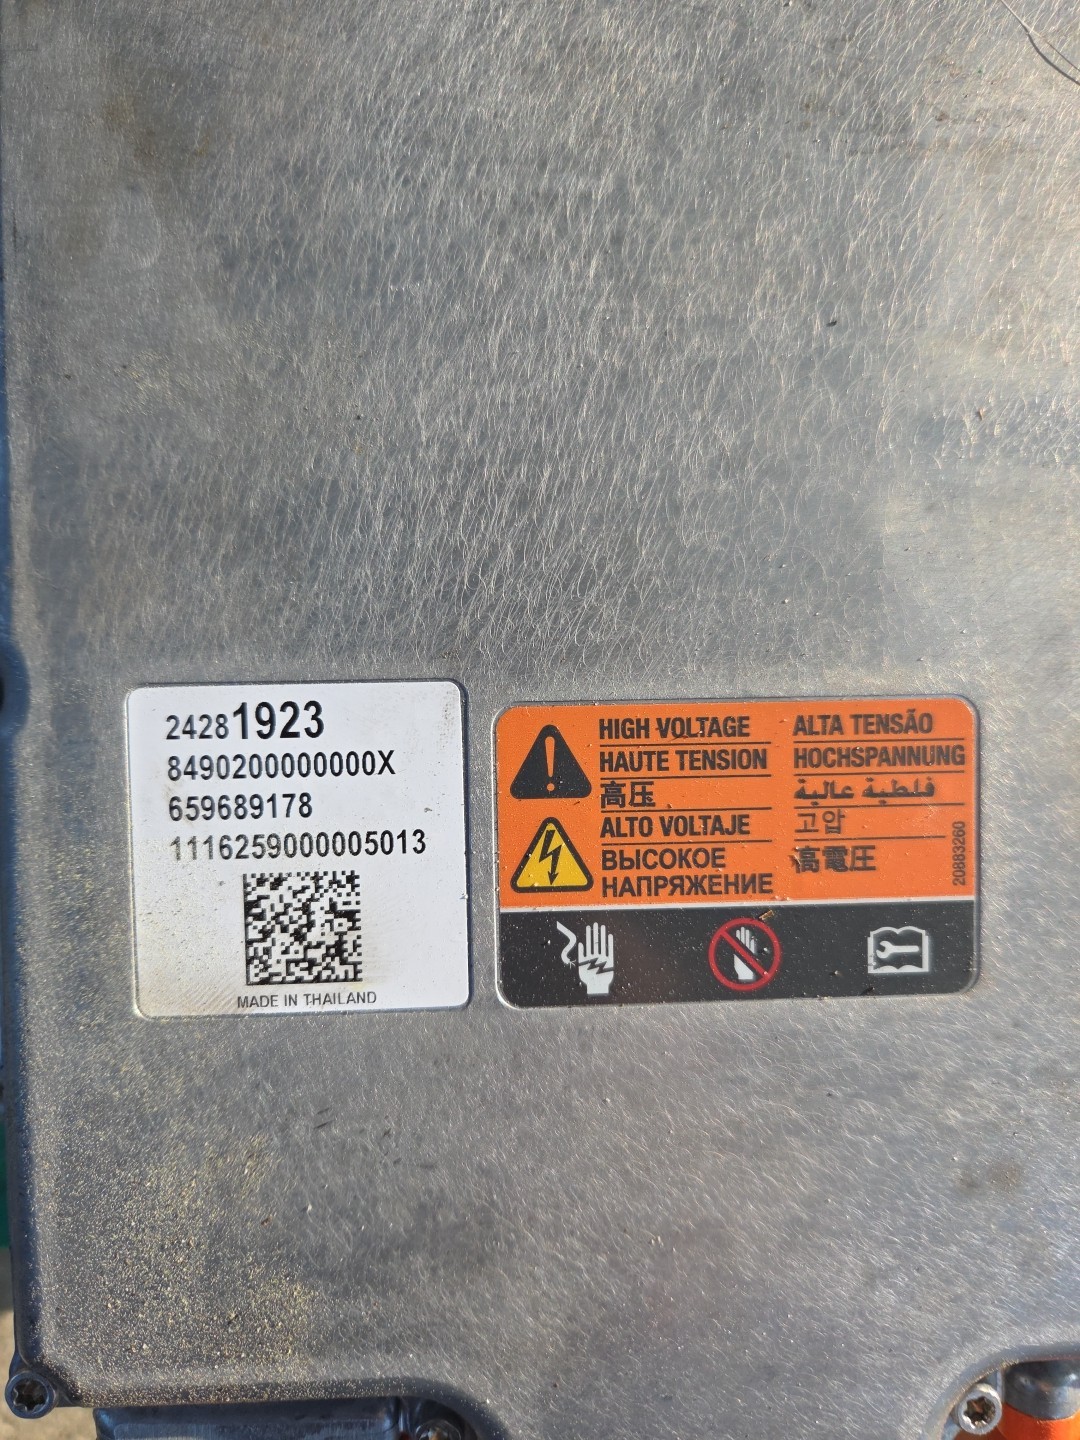 24281923
8490200000000X
659689178
1116259000005013
MADE IN THAILAND
HIGH VOLTAGE
HAUTE TENSION
高压
ALTO VOLTAJE
ВЫСОКОЕ
НАПРЯЖЕНИЕ
ALTA TENSÃO
HOCHSPANNUNG
فلطية عالية
고압
高電圧
20883260